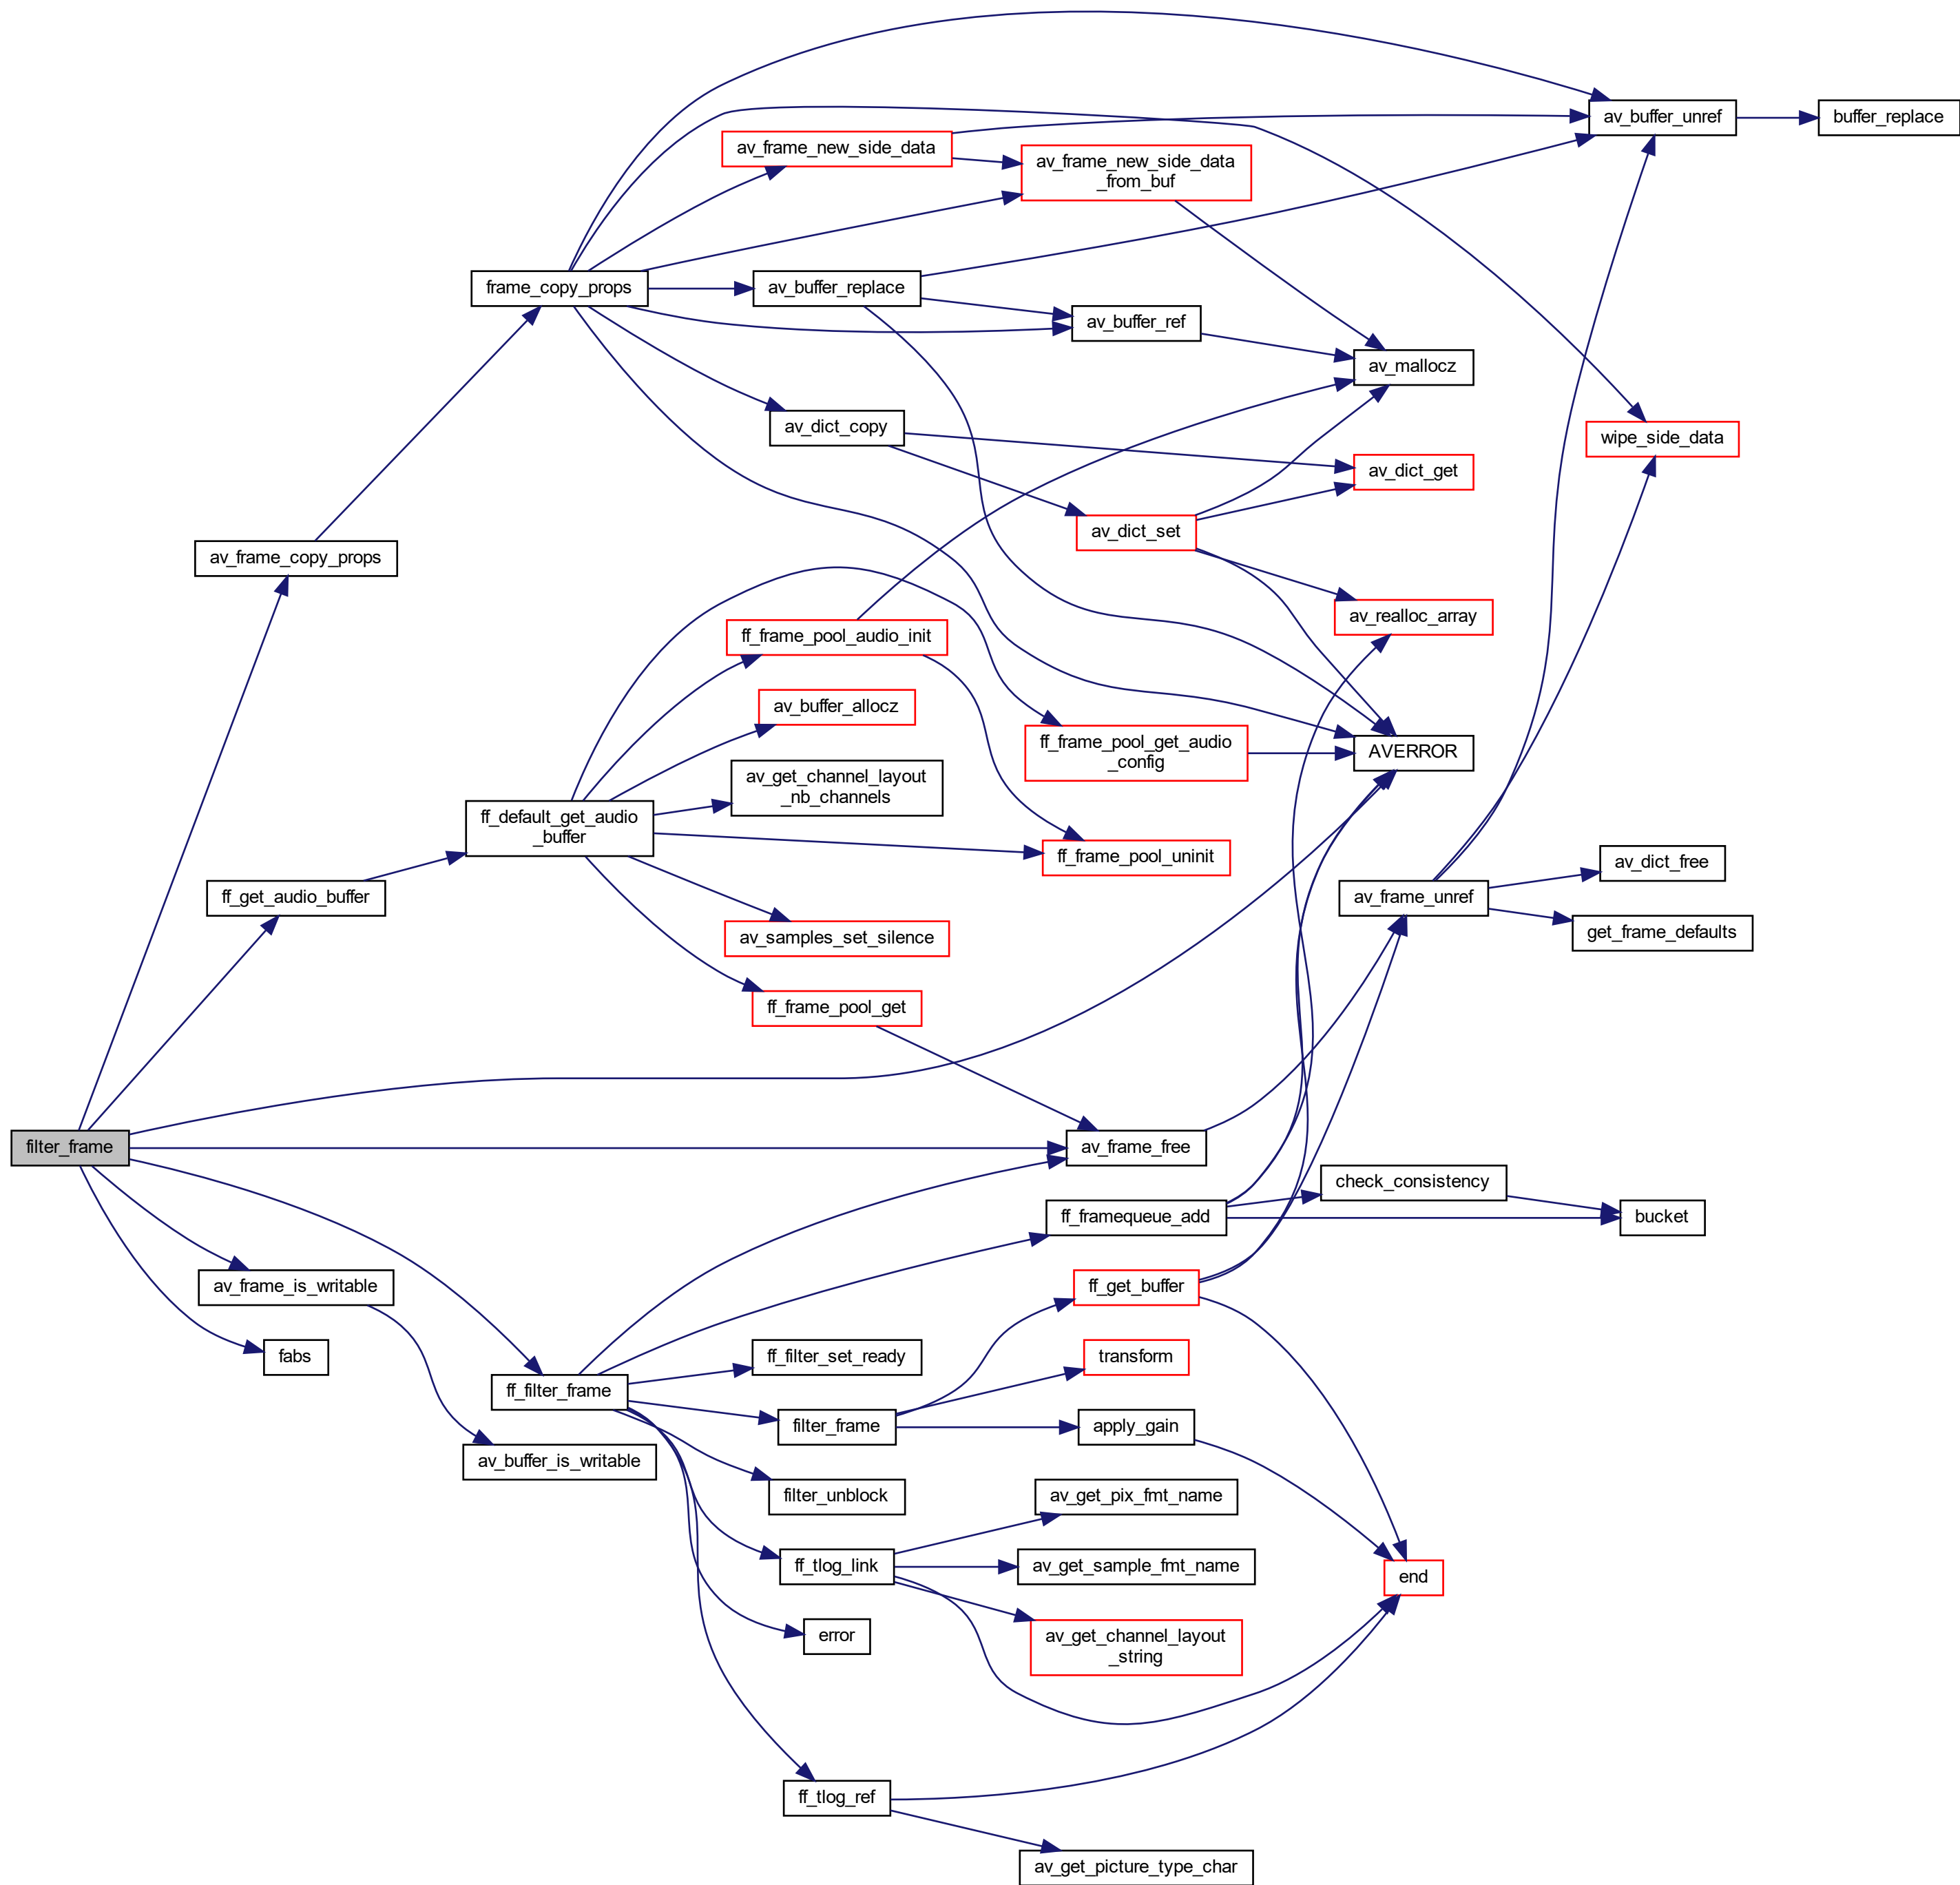 filter_frame
av_frame_copy_props
ff_get_audio_buffer
av_frame_is_writable
fabs
frame_copy_props
ff_default_get_audio
_buffer
ff_filter_frame
av_buffer_is_writable
av_frame_new_side_data
av_buffer_replace
av_dict_copy
ff_frame_pool_audio_init
av_buffer_allocz
av_get_channel_layout
_nb_channels
av_samples_set_silence
ff_frame_pool_get
ff_filter_set_ready
filter_frame
filter_unblock
ff_tlog_link
error
ff_tlog_ref
av_frame_new_side_data
_from_buf
av_buffer_ref
av_dict_set
ff_frame_pool_get_audio
_config
ff_frame_pool_uninit
av_frame_free
ff_framequeue_add
ff_get_buffer
transform
apply_gain
av_get_pix_fmt_name
av_get_sample_fmt_name
av_get_channel_layout
_string
av_get_picture_type_char
av_mallocz
av_dict_get
av_realloc_array
AVERROR
av_frame_unref
check_consistency
end
av_buffer_unref
wipe_side_data
av_dict_free
get_frame_defaults
bucket
buffer_replace